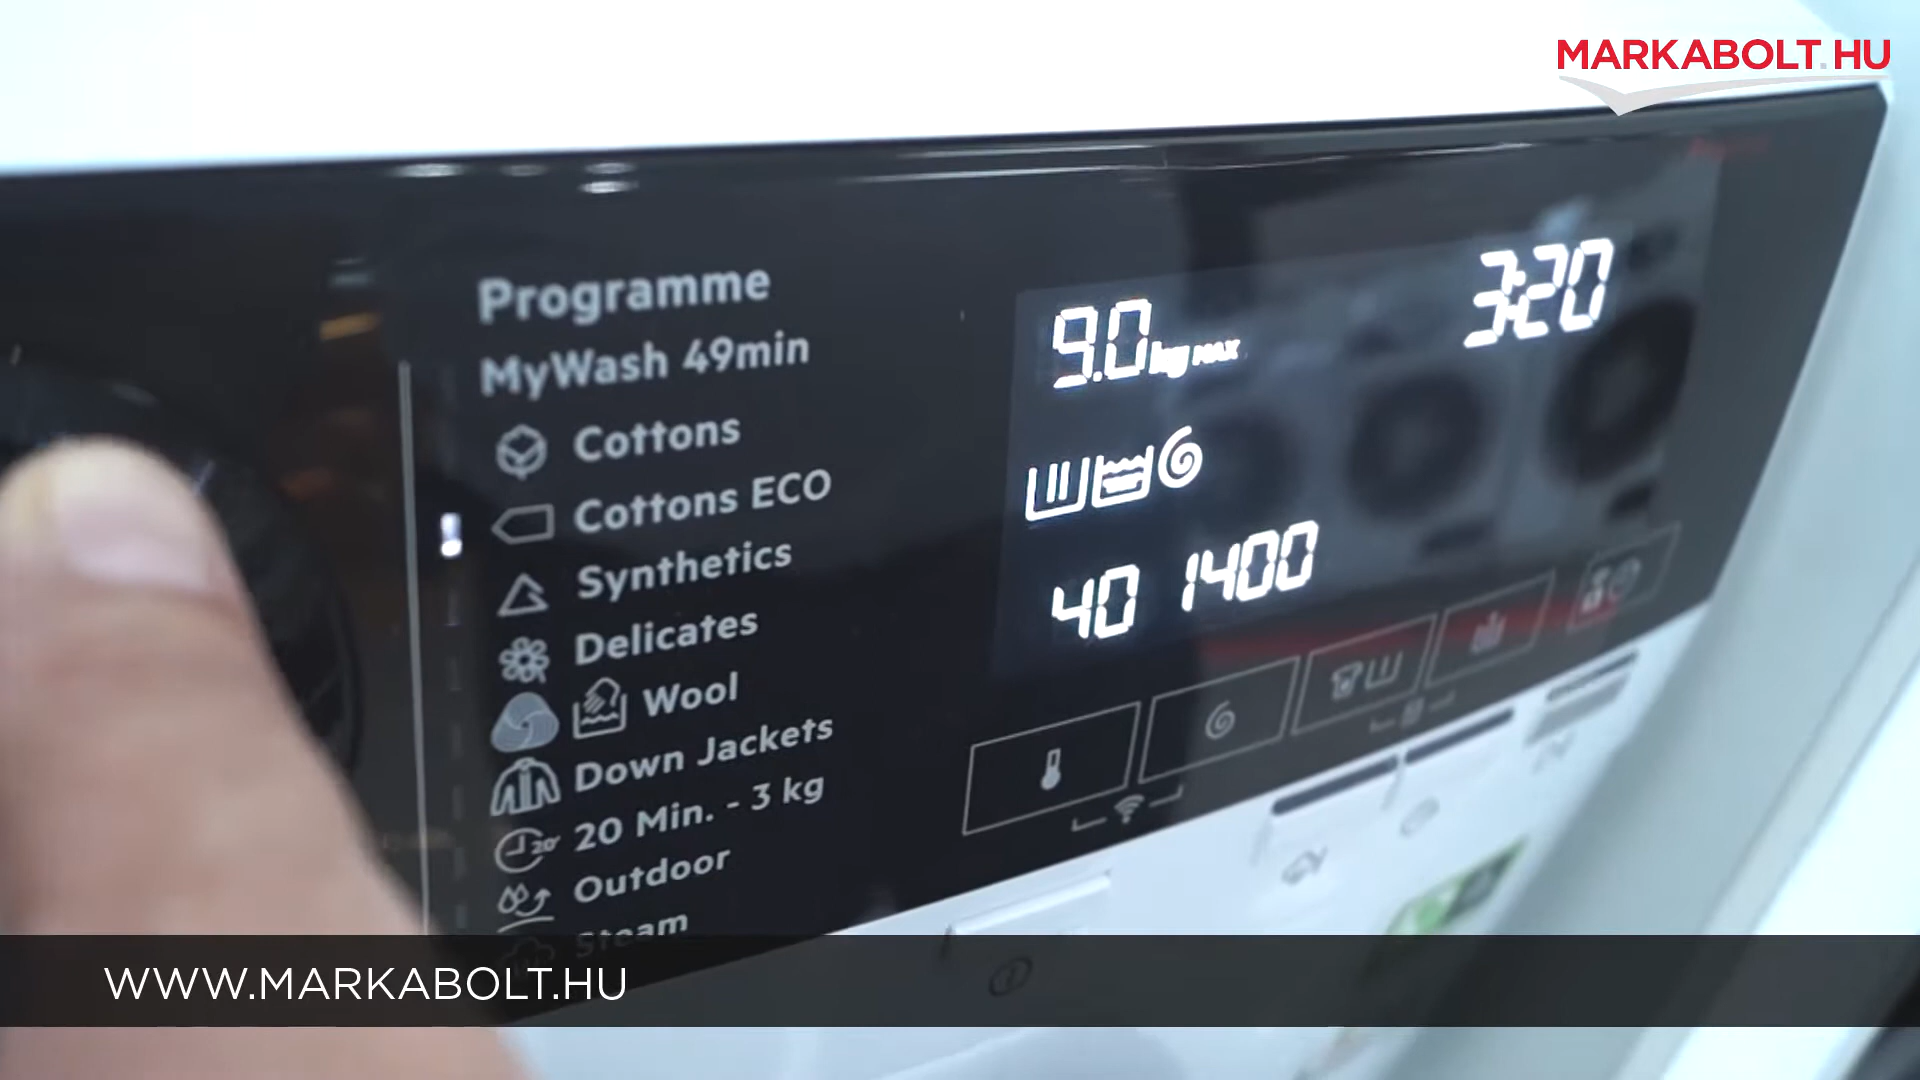 MARKABOLT.HU
Programme
MyWash 49min
Cottons
Cottons ECO
Synthetics
Delicates
Wool
Down Jackets
20 Min. - 3 kg
20'
Outdoor
Steam
9.0 kg MAX
3:20
40 1400
WWW.MARKABOLT.HU